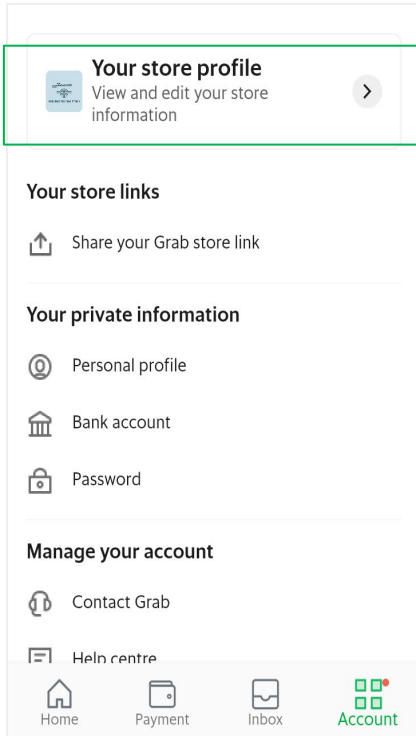 Your store profile
View and edit your store
information
Your store links
Share your Grab store link
Your private information
Personal profile
Bank account
Password
Manage your account
Contact Grab
Help centre
Home
Payment
Inbox
Account